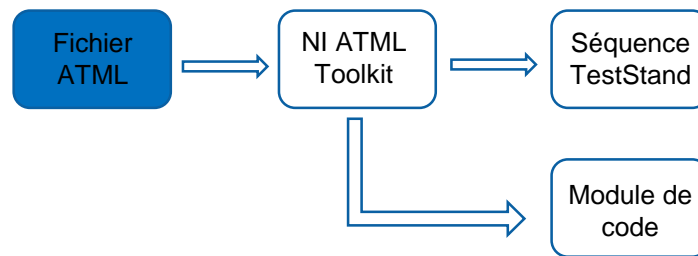 Fichier
ATML
NI ATML
Toolkit
Séquence
TestStand
Module de
code